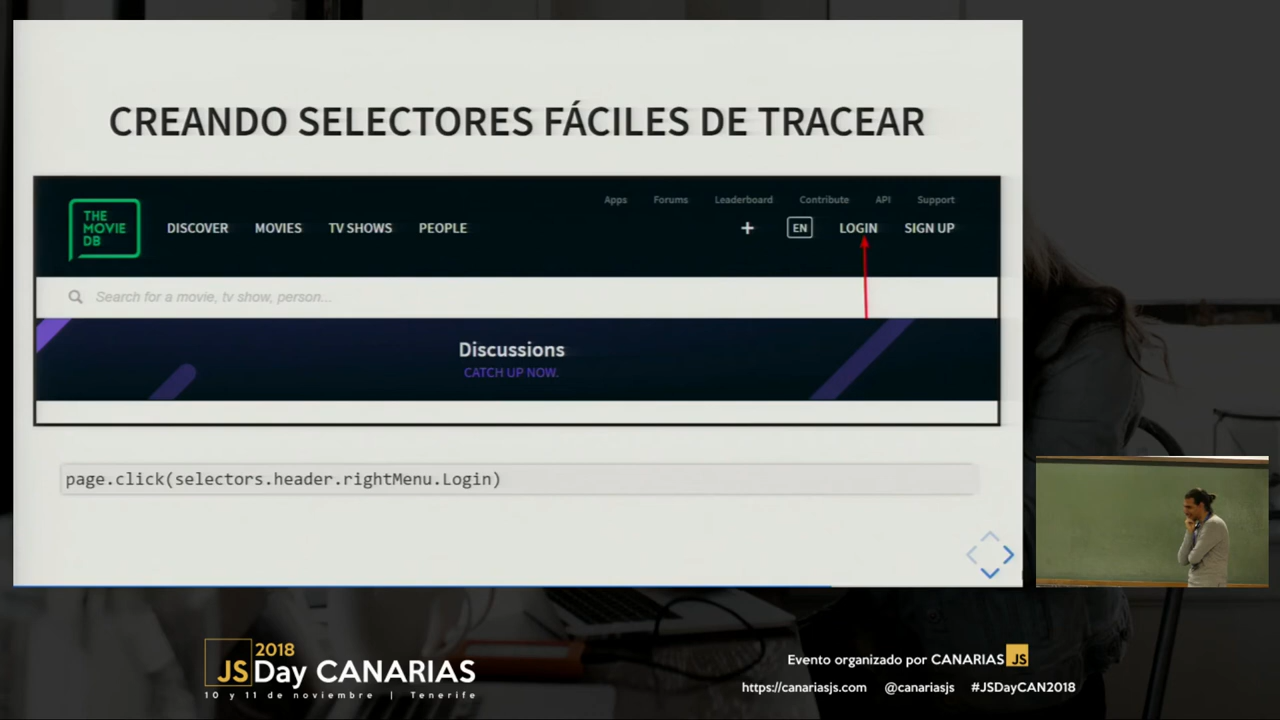 CREANDO SELECTORES FÁCILES DE TRACEAR
Apps Forums Leaderboard Contribute API Support
THE
MOVIE
DB
DISCOVER MOVIES TV SHOWS PEOPLE + EN LOGIN SIGN UP
Search for a movie, tv show, person...
Discussions
CATCH UP NOW.
page.click(selectors.header.rightMenu.Login)
2018
JSDay CANARIAS
10 y 11 de noviembre | Tenerife
Evento organizado por CANARIAS JS
https://canariasjs.com @canariasjs #JSDayCAN2018